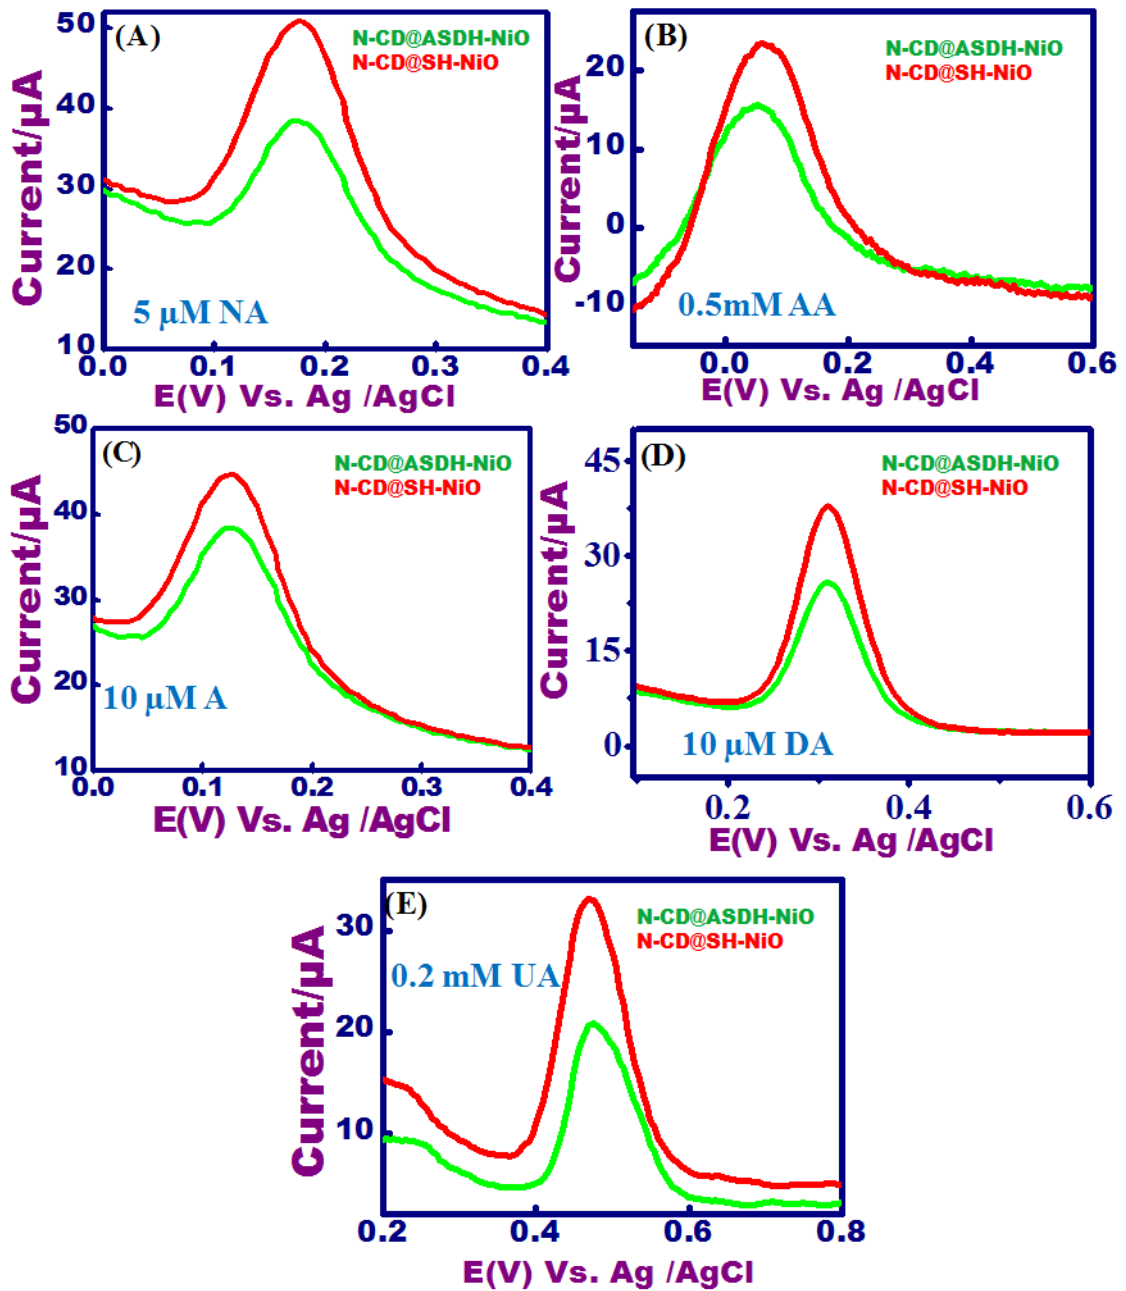 (A)
N-CD@ASDH-NiO
N-CD@SH-NiO
5 µM NA
Current/µA
50
40
30
20
10
0.0 0.1 0.2 0.3 0.4
E(V) Vs. Ag /AgCl
(B)
N-CD@ASDH-NiO
N-CD@SH-NiO
0.5mM AA
Current/µA
20
10
0
-10
0.0 0.2 0.4 0.6
E(V) Vs. Ag /AgCl
(C)
N-CD@ASDH-NiO
N-CD@SH-NiO
10 µM A
Current/µA
50
40
30
20
10
0.0 0.1 0.2 0.3 0.4
E(V) Vs. Ag /AgCl
(D)
N-CD@ASDH-NiO
N-CD@SH-NiO
10 µM DA
Current/µA
45
30
15
0
0.2 0.4 0.6
E(V) Vs. Ag /AgCl
(E)
N-CD@ASDH-NiO
N-CD@SH-NiO
0.2 mM UA
Current/µA
30
20
10
0.2 0.4 0.6 0.8
E(V) Vs. Ag /AgCl